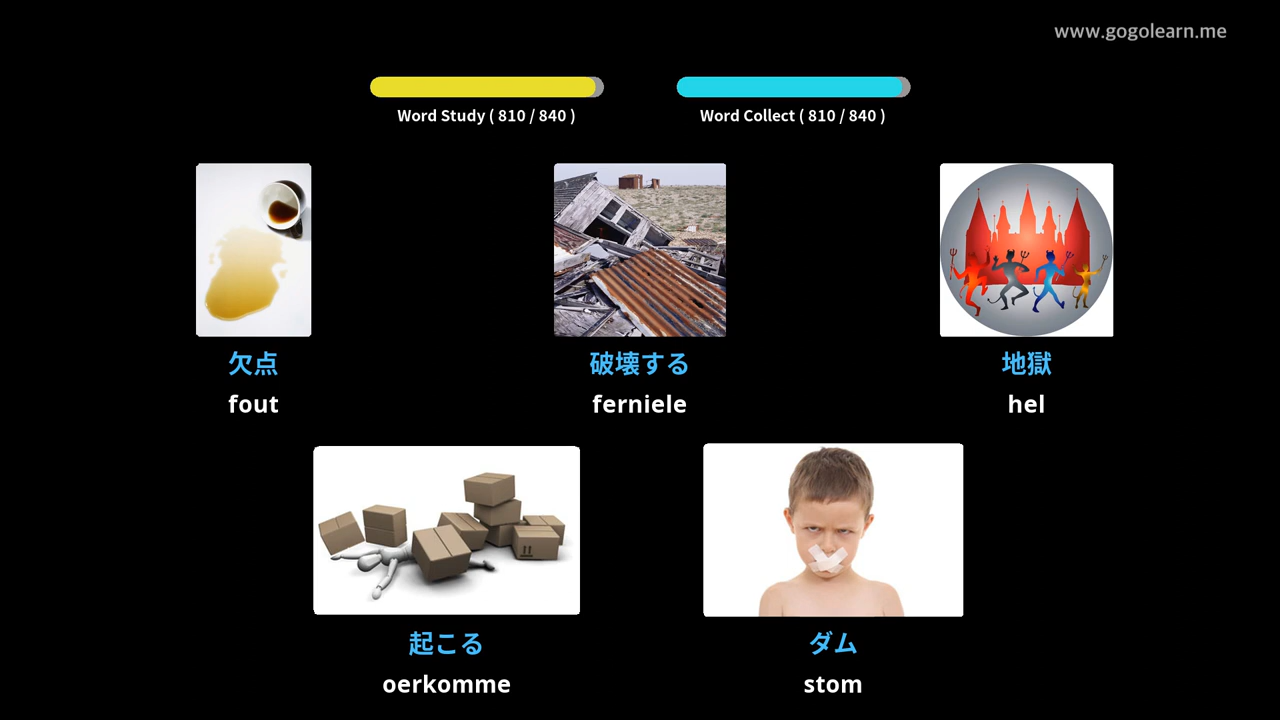 www.gogolearn.me
Word Study ( 810 / 840 )
Word Collect ( 810 / 840 )
欠点
破壊する
地獄
fout
ferniele
hel
起こる
ダム
oerkomme
stom